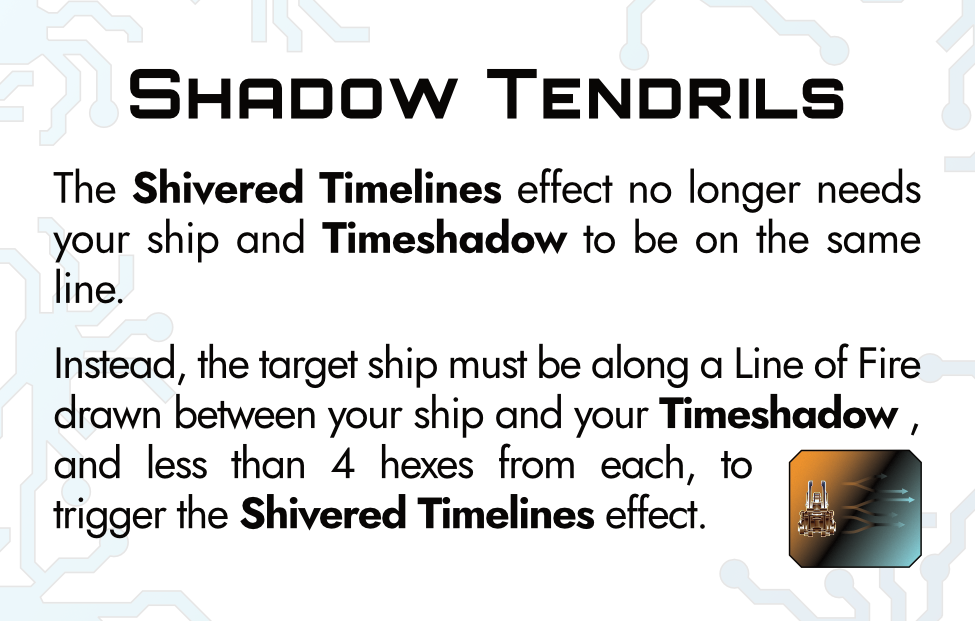 SHADOW TENDRILS
The Shivered Timelines effect no longer needs
your ship and Timeshadow to be on the same
line.
Instead, the target ship must be along a Line of Fire
drawn between your ship and your Timeshadow ,
and less than 4 hexes from each, to
trigger the Shivered Timelines effect.